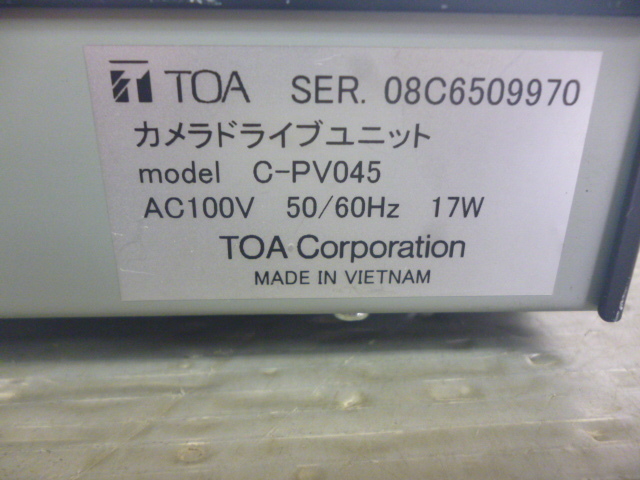 TOA SER. 08C6509970
カメラドライブユニット
model C-PV045
AC100V 50/60Hz 17W
TOA Corporation
MADE IN VIETNAM